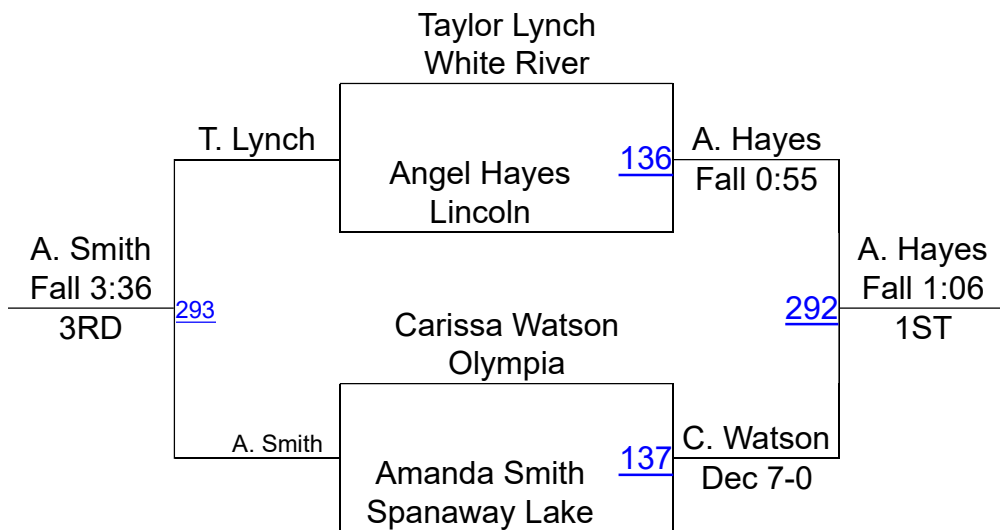 Taylor Lynch
White River
T. Lynch
136
A. Hayes
Fall 0:55
Angel Hayes
Lincoln
A. Smith
Fall 3:36
3RD
293
292
A. Hayes
Fall 1:06
1ST
Carissa Watson
Olympia
A. Smith
137
C. Watson
Dec 7-0
Amanda Smith
Spanaway Lake